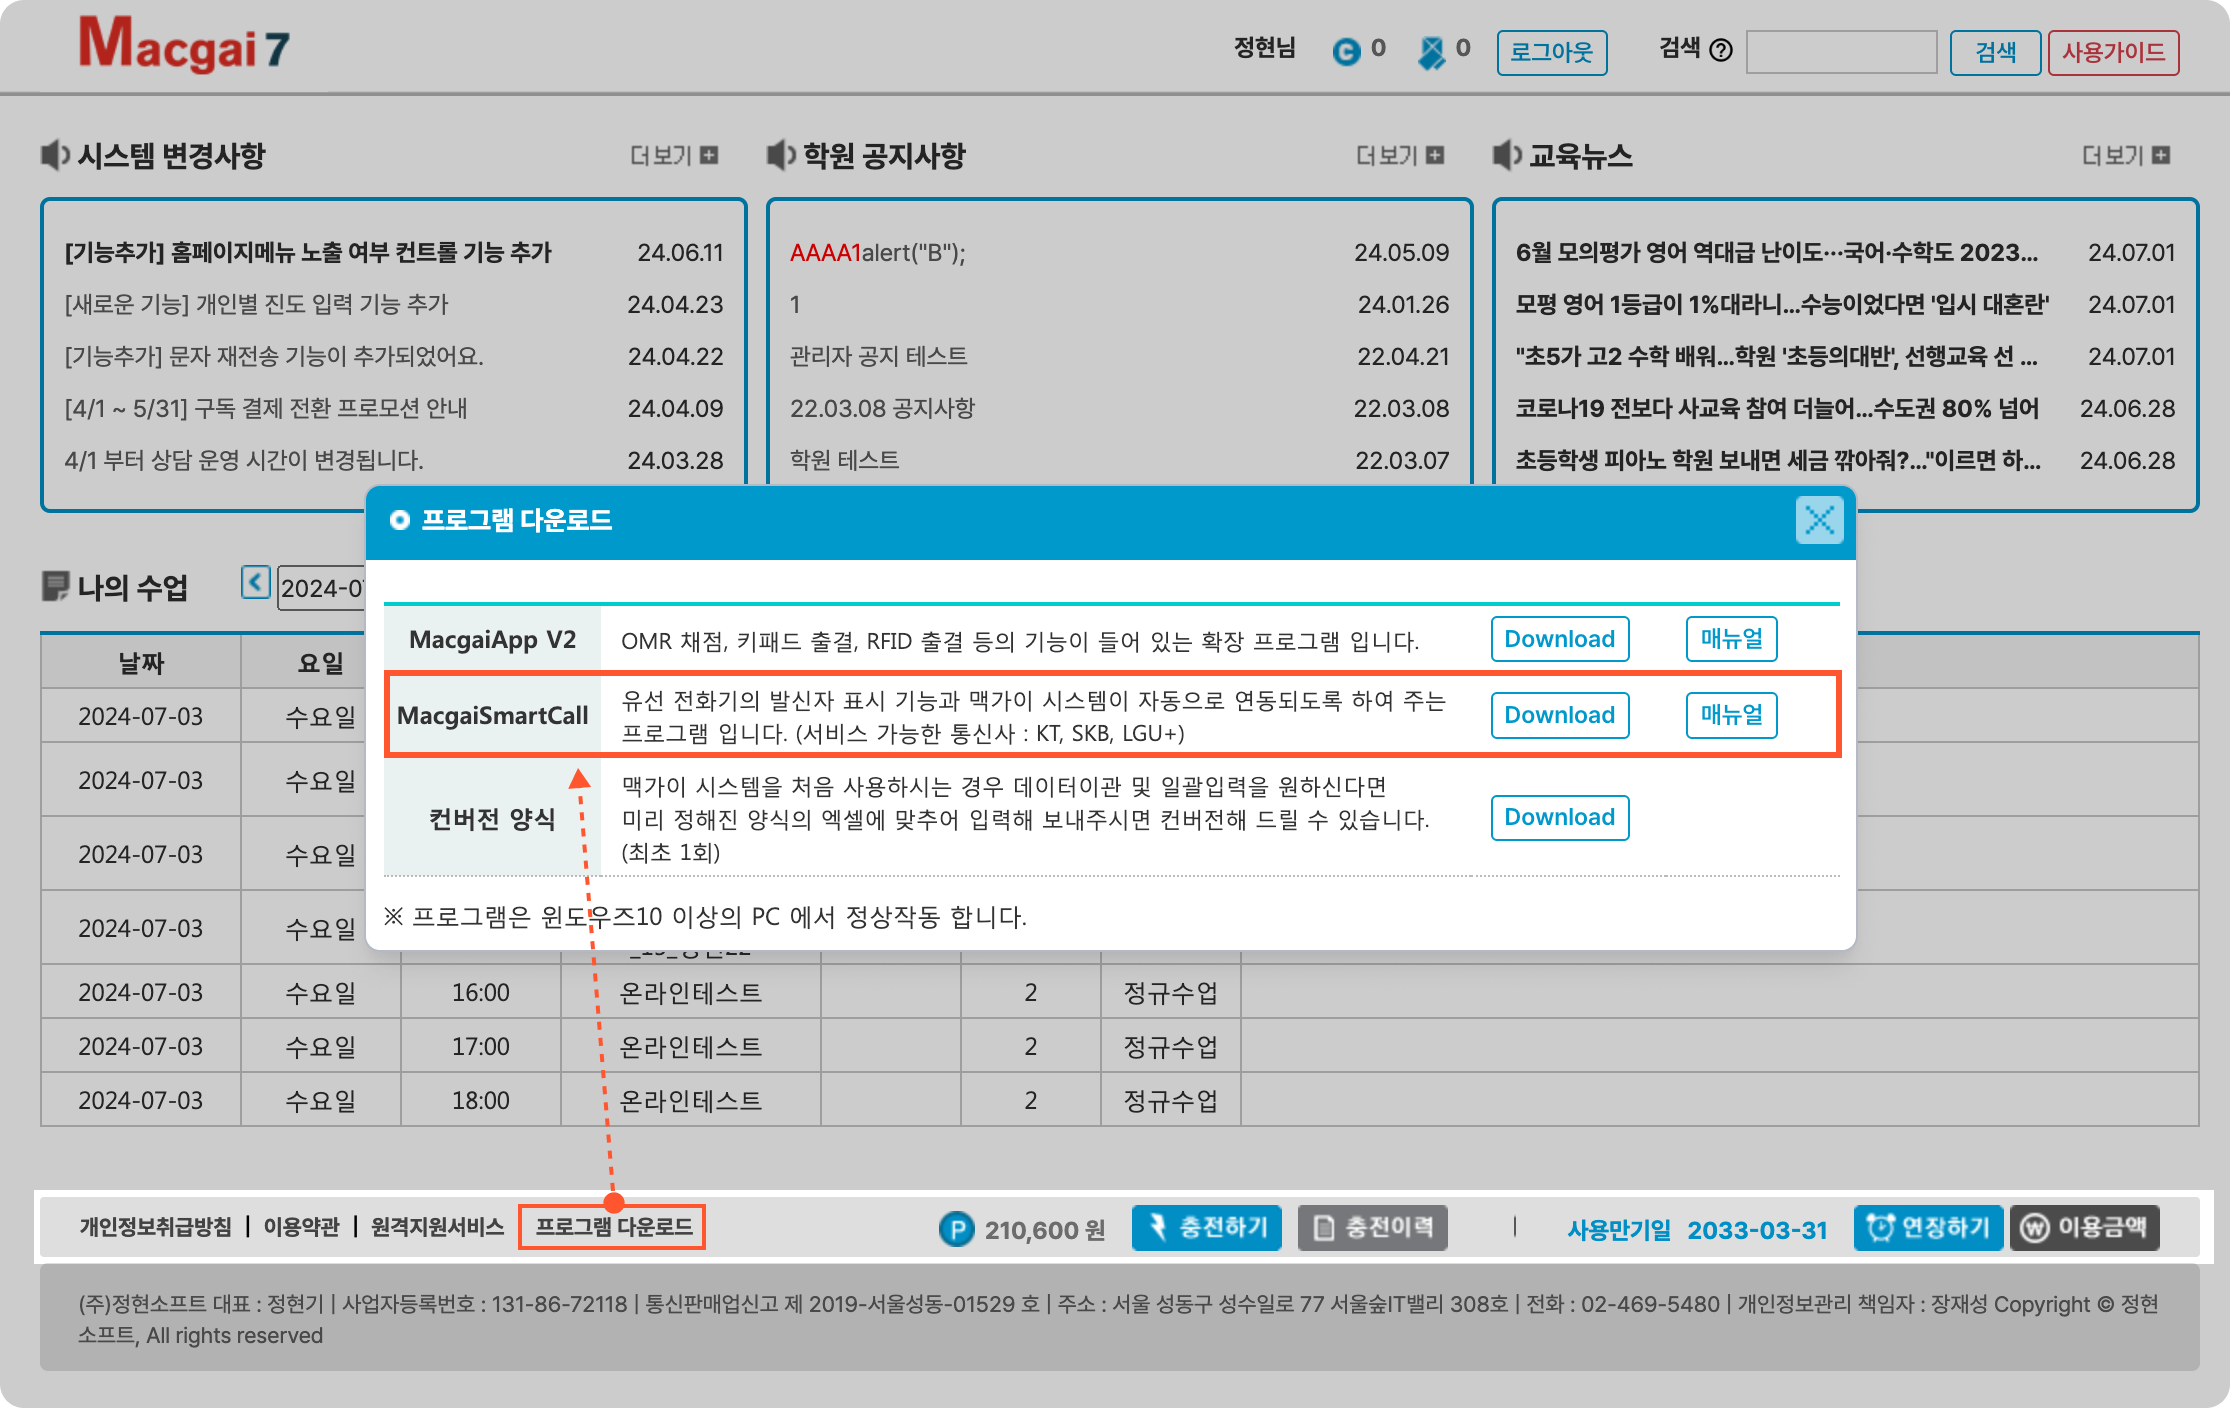 Macgai 7
정현님 0 0 로그아웃 검색 검색 사용가이드
시스템 변경사항 더보기
[기능추가] 홈페이지메뉴 노출 여부 컨트롤 기능 추가 24.06.11
[새로운 기능] 개인별 진도 입력 기능 추가 24.04.23
[기능추가] 문자 재전송 기능이 추가되었어요. 24.04.22
[4/1 ~ 5/31] 구독 결제 전환 프로모션 안내 24.04.09
4/1 부터 상담 운영 시간이 변경됩니다. 24.03.28
학원 공지사항 더보기
AAAA1alert("B"); 24.05.09
1 24.01.26
관리자 공지 테스트 22.04.21
22.03.08 공지사항 22.03.08
학원 테스트 22.03.07
교육뉴스 더보기
6월 모의평가 영어 역대급 난이도…국어·수학도 2023... 24.07.01
모평 영어 1등급이 1%대라니...수능이었다면 '입시 대혼란' 24.07.01
"초5가 고2 수학 배워...학원 '초등의대반', 선행교육 선 ... 24.07.01
코로나19 전보다 사교육 참여 더늘어...수도권 80% 넘어 24.06.28
초등학생 피아노 학원 보내면 세금 깎아줘?..."이르면 하... 24.06.28
프로그램 다운로드
MacgaiApp V2 OMR 채점, 키패드 출결, RFID 출결 등의 기능이 들어 있는 확장 프로그램 입니다. Download 매뉴얼
MacgaiSmartCall 유선 전화기의 발신자 표시 기능과 맥가이 시스템이 자동으로 연동되도록 하여 주는
프로그램 입니다. (서비스 가능한 통신사 : KT, SKB, LGU+) Download 매뉴얼
컨버전 양식 맥가이 시스템을 처음 사용하시는 경우 데이터이관 및 일괄입력을 원하신다면
미리 정해진 양식의 엑셀에 맞추어 입력해 보내주시면 컨버전해 드릴 수 있습니다.
(최초 1회) Download
※ 프로그램은 윈도우즈10 이상의 PC 에서 정상작동 합니다.
나의 수업 2024-0
날짜 요일
2024-07-03 수요일
2024-07-03 수요일
2024-07-03 수요일
2024-07-03 수요일
2024-07-03 수요일 16:00 온라인테스트 2 정규수업
2024-07-03 수요일 17:00 온라인테스트 2 정규수업
2024-07-03 수요일 18:00 온라인테스트 2 정규수업
개인정보취급방침 | 이용약관 | 원격지원서비스 프로그램 다운로드 P 210,600 원 충전하기 충전이력 | 사용만기일 2033-03-31 연장하기 이용금액
(주)정현소프트 대표 : 정현기 | 사업자등록번호 : 131-86-72118 | 통신판매업신고 제 2019-서울성동-01529 호 | 주소 : 서울 성동구 성수일로 77 서울숲IT밸리 308호 | 전화 : 02-469-5480 | 개인정보관리 책임자 : 장재성 Copyright © 정현
소프트, All rights reserved